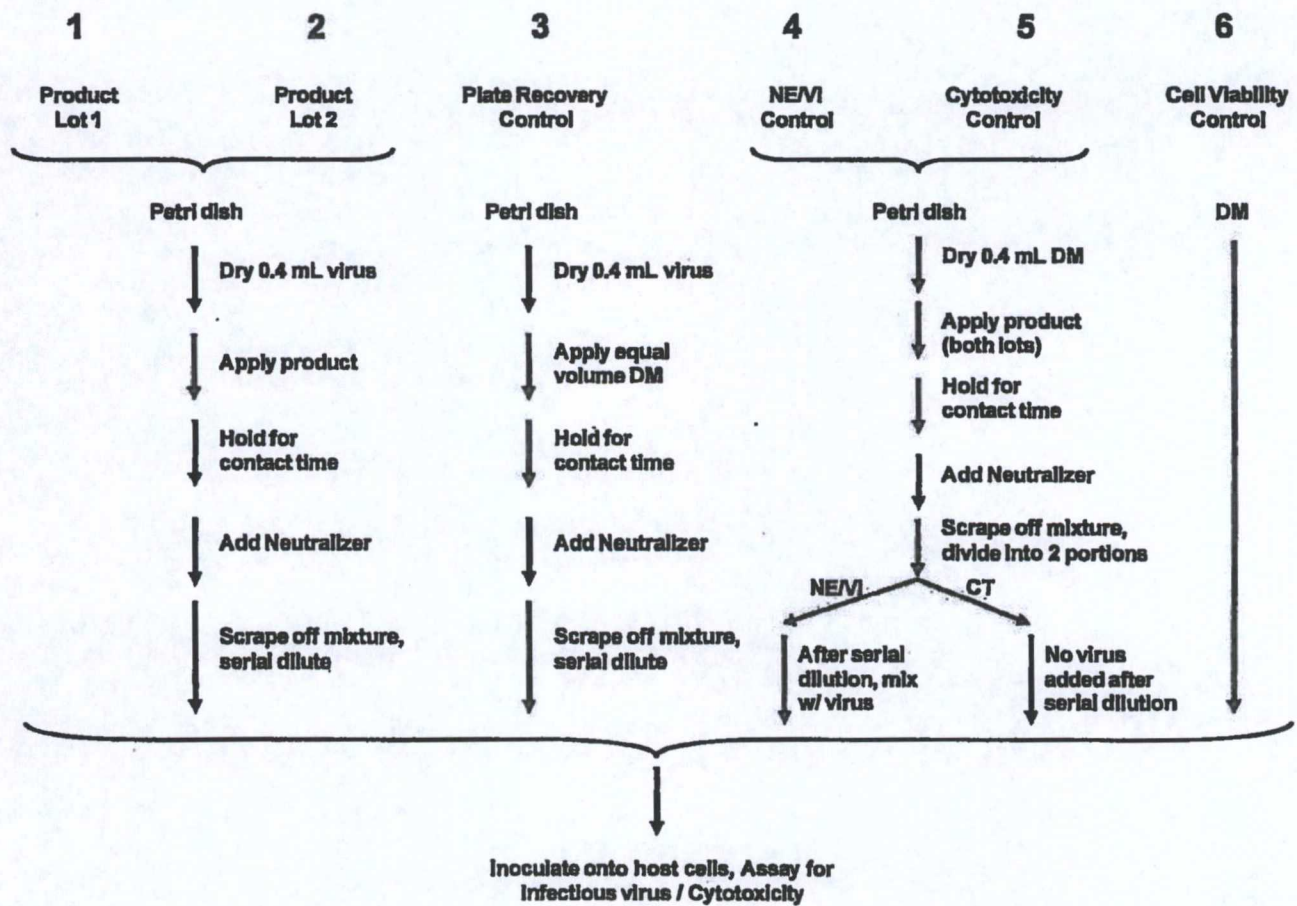 1
2
3
4
5
6
Product
Lot 1
Product
Lot 2
Plate Recovery
Control
NE/VI
Control
Cytotoxicity
Control
Cell Viability
Control
Petri dish
Dry 0.4 mL virus
Apply product
Hold for
contact time
Add Neutralizer
Scrape off mixture,
serial dilute
Petri dish
Dry 0.4 mL virus
Apply equal
volume DM
Hold for
contact time
Add Neutralizer
Scrape off mixture,
serial dilute
Petri dish
Dry 0.4 mL DM
Apply product
(both lots)
Hold for
contact time
Add Neutralizer
Scrape off mixture,
divide into 2 portions
NE/VI
CT
After serial
dilution, mix
w/ virus
No virus
added after
serial dilution
DM
Inoculate onto host cells, Assay for
Infectious virus / Cytotoxicity